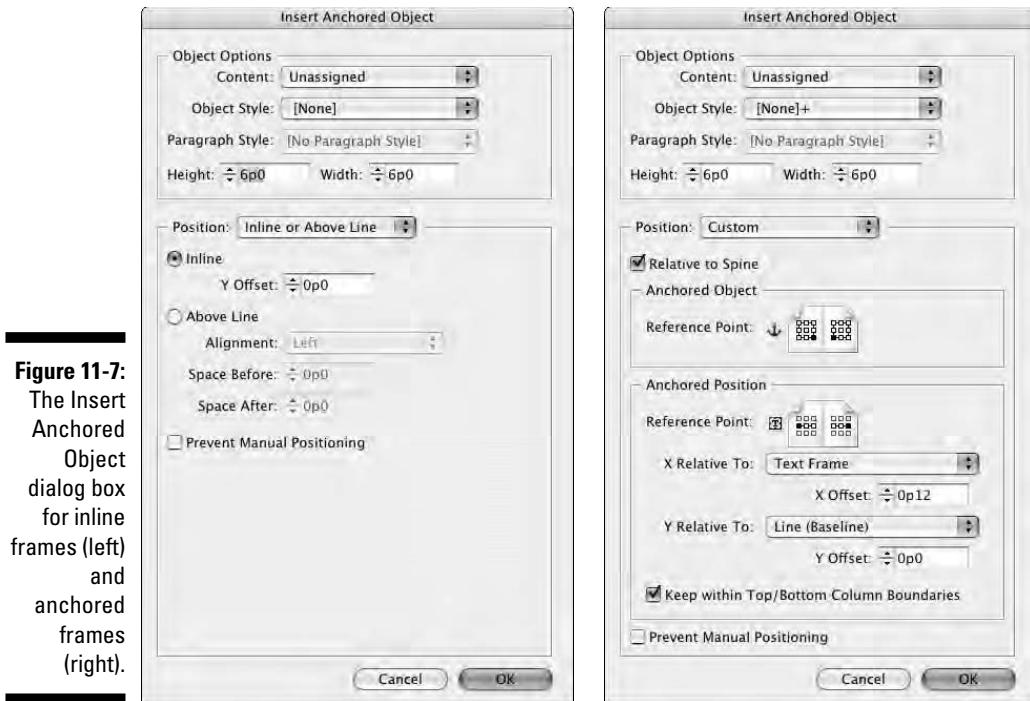 Insert Anchored Object
Object Options
Content: Unassigned
Object Style: [None]
Paragraph Style: [No Paragraph Style]
Height: 6p0 Width: 6p0
Position: Inline or Above Line
Inline
Y Offset: 0p0
Above Line
Alignment: Left
Space Before: 0p0
Space After: 0p0
Prevent Manual Positioning
Cancel OK
Insert Anchored Object
Object Options
Content: Unassigned
Object Style: [None]+
Paragraph Style: [No Paragraph Style]
Height: 6p0 Width: 6p0
Position: Custom
Relative to Spine
Anchored Object
Reference Point:
Anchored Position
Reference Point:
X Relative To: Text Frame
X Offset: 0p12
Y Relative To: Line (Baseline)
Y Offset: 0p0
Keep within Top/Bottom Column Boundaries
Prevent Manual Positioning
Cancel OK
Figure 11-7:
The Insert
Anchored
Object
dialog box
for inline
frames (left)
and
anchored
frames
(right).